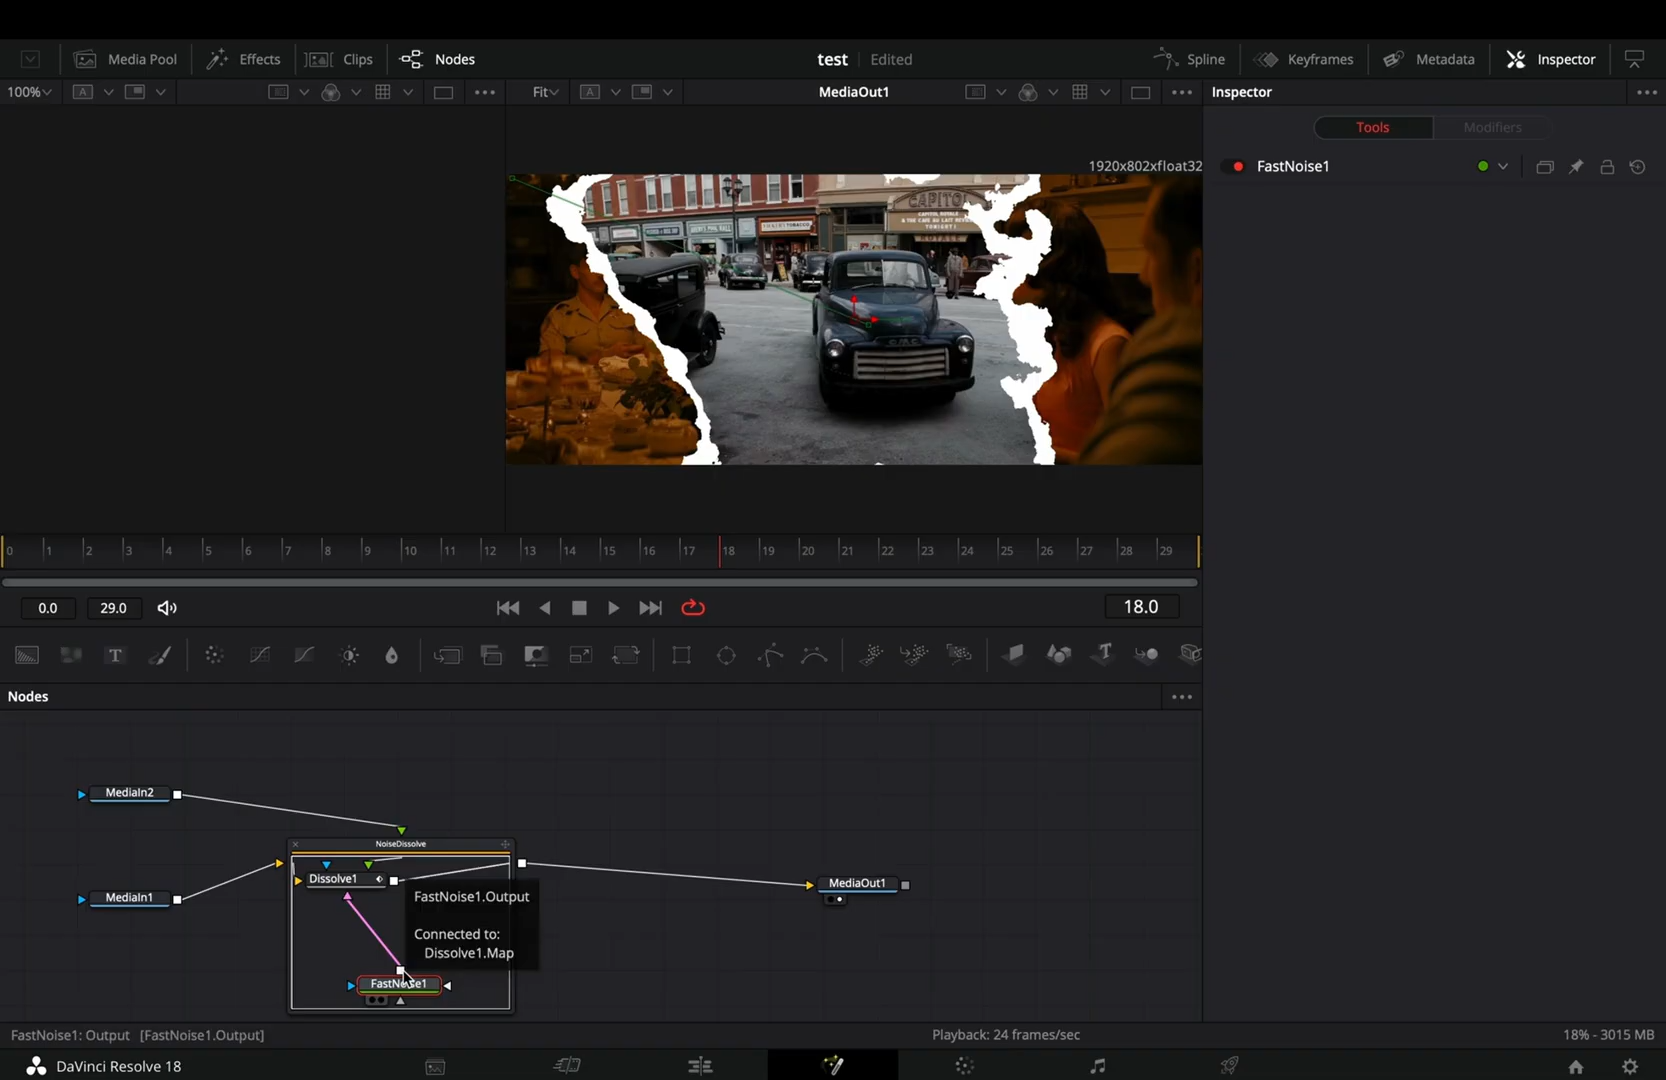 Media Pool
Effects
Clips
Nodes
test
Edited
Spline
Keyframes
Metadata
Inspector
100%
A
Fit
A
MediaOut1
Inspector
Tools
Modifiers
1920x802xfloat32
FastNoise1
CAPITOL
GMC
0 1 2 3 4 5 6 7 8 9 10 11 12 13 14 15 16 17 18 19 20 21 22 23 24 25 26 27 28 29
0.0
29.0
18.0
T
Nodes
MediaIn2
NoiseDissolve
Dissolve1
MediaOut1
FastNoise1.Output
MediaIn1
Connected to:
Dissolve1.Map
FastNoise1
FastNoise1: Output [FastNoise1.Output]
Playback: 24 frames/sec
18% - 3015 MB
DaVinci Resolve 18